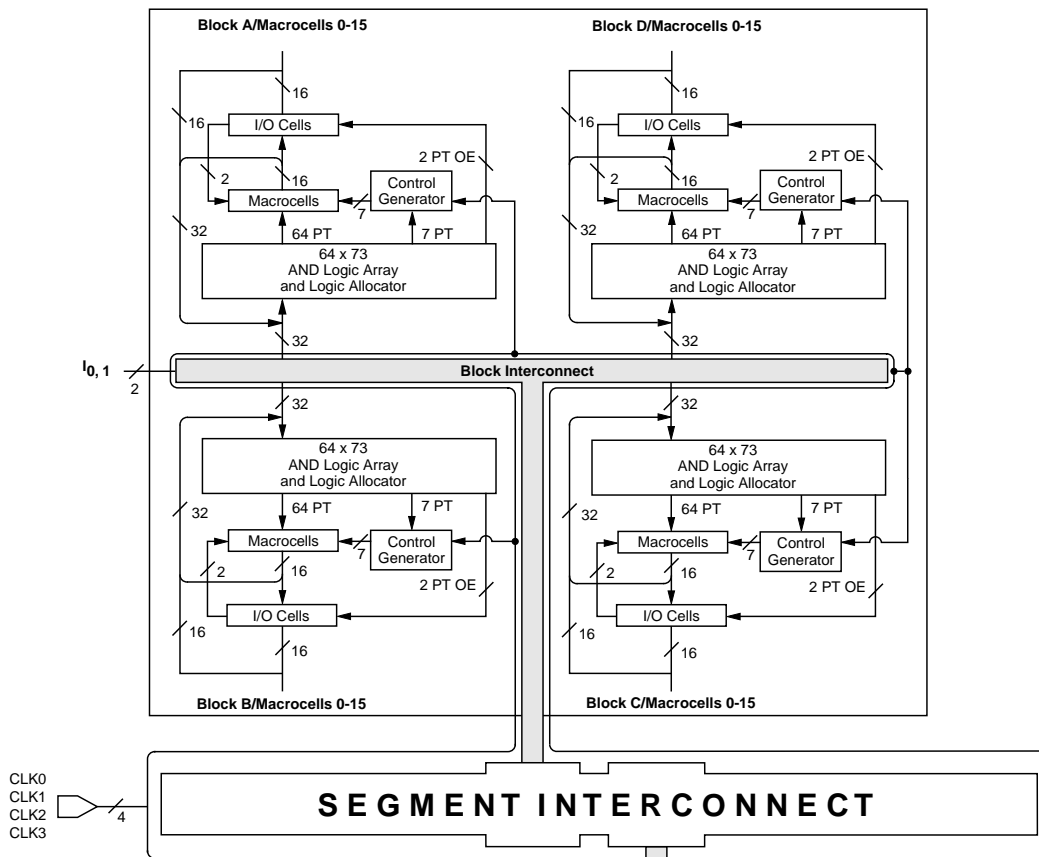 Block A/Macrocells 0-15
16
16
I/O Cells
2 PT OE
2
16
Macrocells
7
Control
Generator
32
64 PT
7 PT
64 x 73
AND Logic Array
and Logic Allocator
32
Block D/Macrocells 0-15
16
16
I/O Cells
2 PT OE
2
16
Macrocells
7
Control
Generator
32
64 PT
7 PT
64 x 73
AND Logic Array
and Logic Allocator
32
I0, 1
2
Block Interconnect
32
64 x 73
AND Logic Array
and Logic Allocator
32
64 PT
7 PT
Macrocells
7
Control
Generator
2
16
2 PT OE
I/O Cells
16
16
Block B/Macrocells 0-15
32
64 x 73
AND Logic Array
and Logic Allocator
32
64 PT
7 PT
Macrocells
7
Control
Generator
2
16
2 PT OE
I/O Cells
16
16
Block C/Macrocells 0-15
CLK0
CLK1
CLK2
CLK3
4
SEGMENT INTERCONNECT